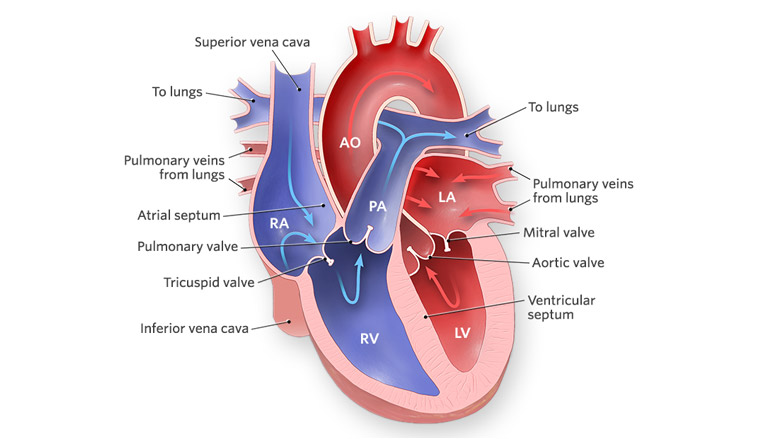 Superior vena cava
To lungs
To lungs
AO
Pulmonary veins
from lungs
Pulmonary veins
from lungs
LA
PA
Atrial septum
RA
Mitral valve
Pulmonary valve
Aortic valve
Tricuspid valve
Ventricular
septum
Inferior vena cava
RV
LV